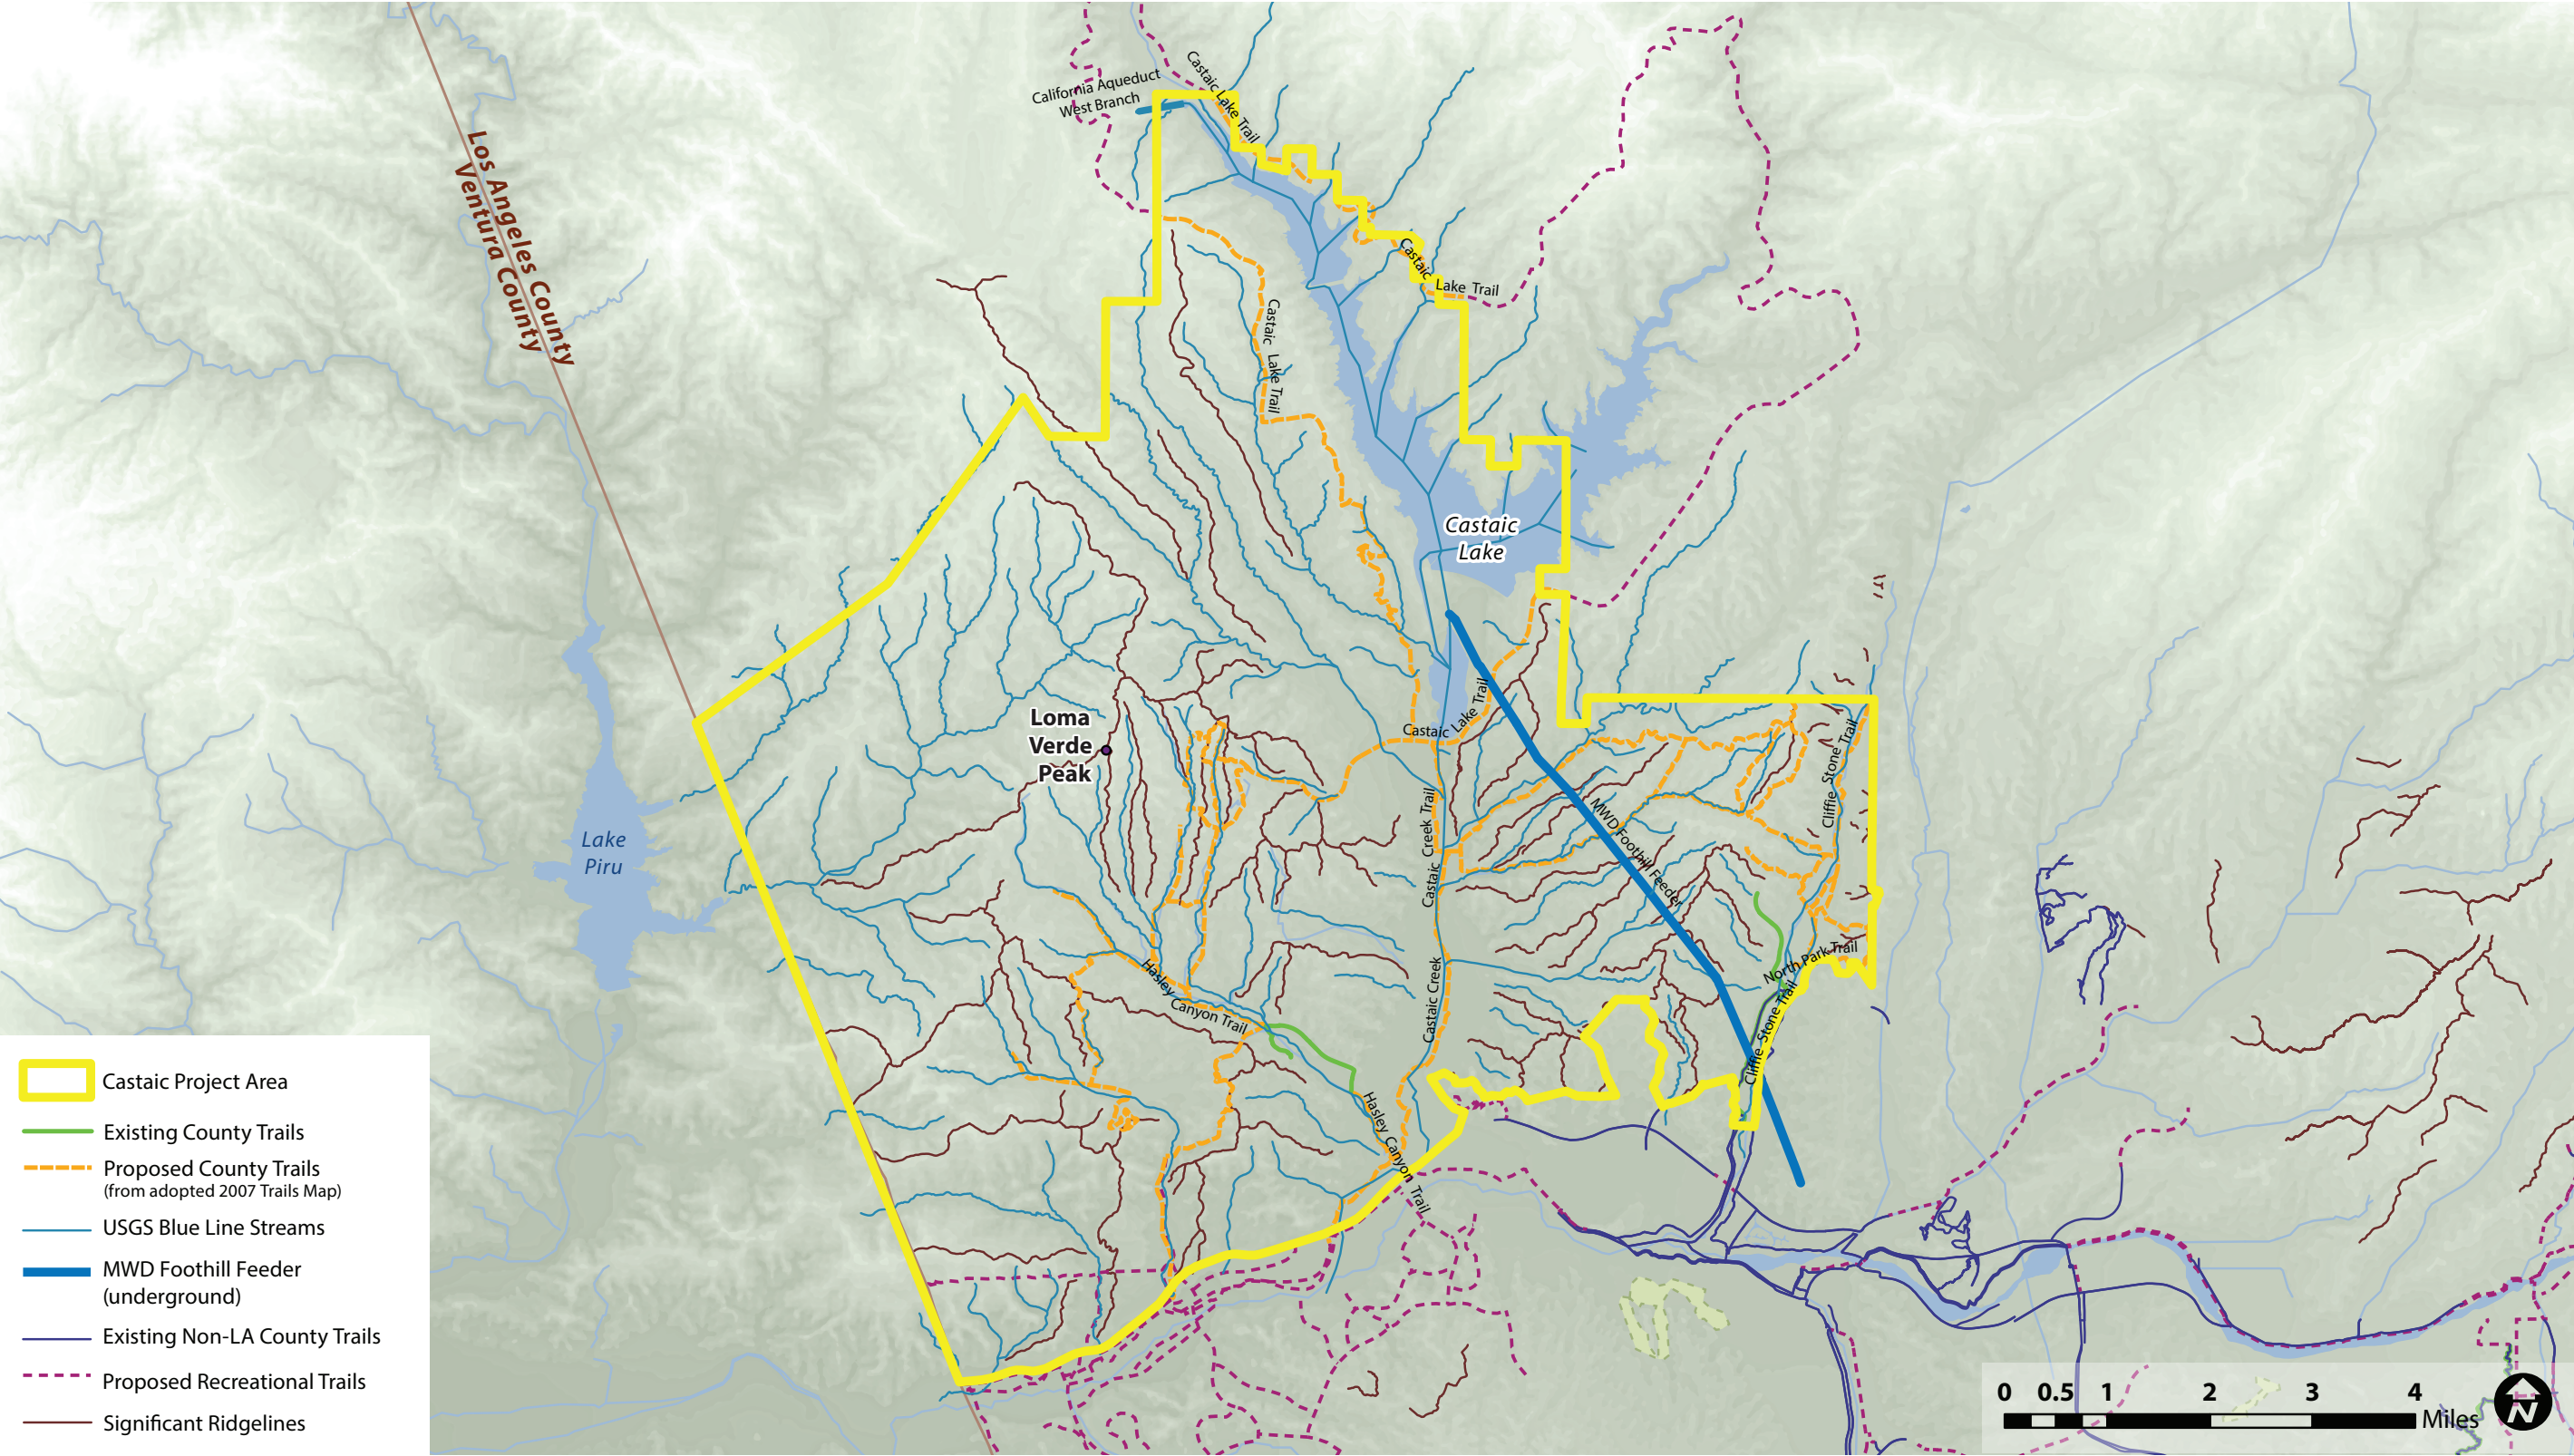 California Aqueduct
West Branch
Castaic Lake Trail
Los Angeles County
Ventura County
Castaic
Lake Trail
Castaic Lake Trail
Castaic
Lake
Loma
Verde
Peak
Castaic Lake Trail
Cliffie Stone Trail
Lake
Piru
Castaic Creek Trail
MWD Foothill Feeder
North Park Trail
Hasley Canyon Trail
Castaic Creek
Cliffie Stone Trail
Hasley Canyon Trail
Castaic Project Area
Existing County Trails
Proposed County Trails
(from adopted 2007 Trails Map)
USGS Blue Line Streams
MWD Foothill Feeder
(underground)
Existing Non-LA County Trails
Proposed Recreational Trails
Significant Ridgelines
0 0.5 1 2 3 4
Miles
N